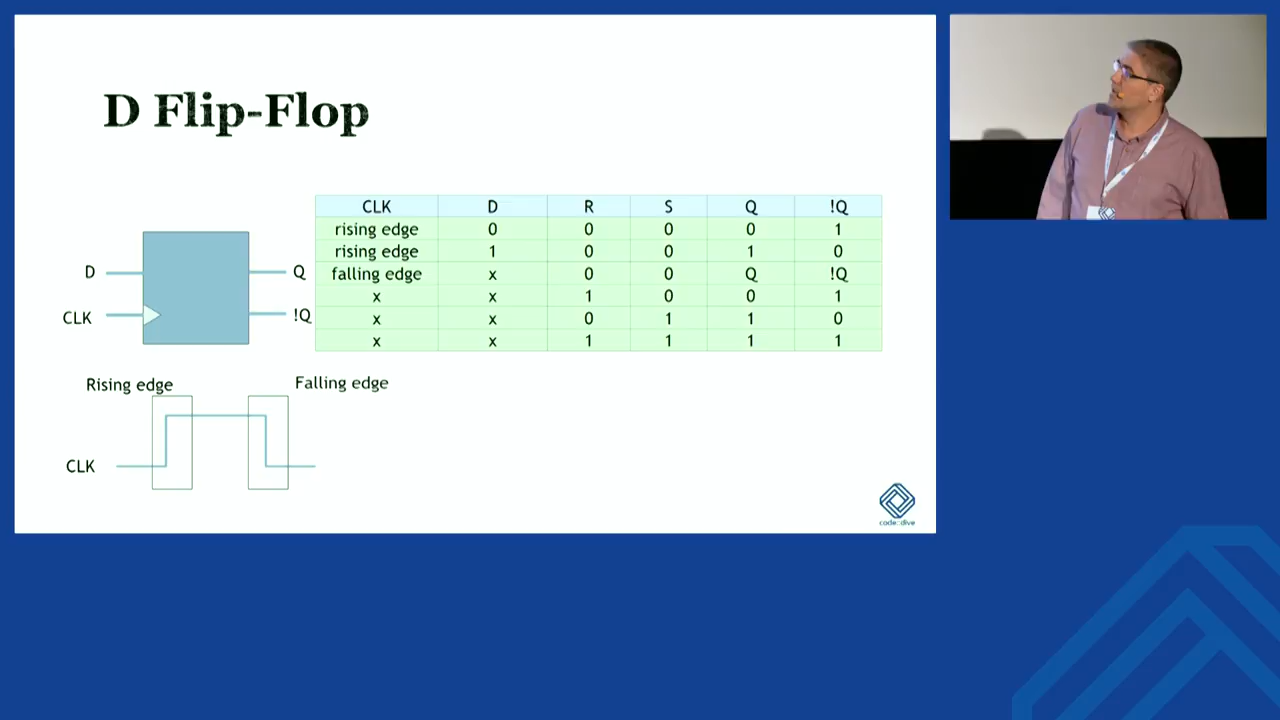 D Flip-Flop
CLK D R S Q !Q
rising edge 0 0 0 0 1
rising edge 1 0 0 1 0
falling edge x 0 0 Q !Q
x x 1 0 0 1
x x 0 1 1 0
x x 1 1 1 1
D
Q
CLK
!Q
Rising edge
Falling edge
CLK
code::dive